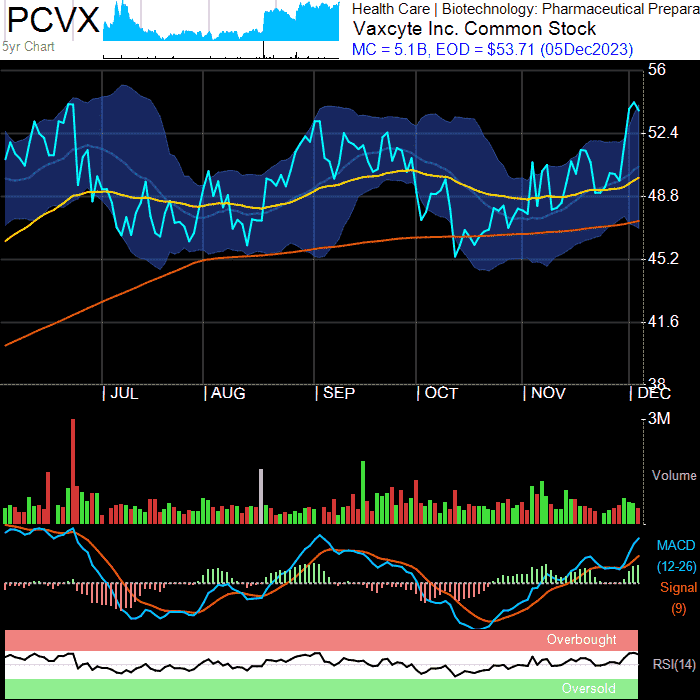 PCVX
5yr Chart
Health Care | Biotechnology: Pharmaceutical Prepara
Vaxcyte Inc. Common Stock
MC = 5.1B, EOD = $53.71 (05Dec2023)
56
52.4
48.8
45.2
41.6
38
| JUL | AUG | SEP | OCT | NOV | DEC
3M
Volume
MACD
(12-26)
Signal
(9)
Overbought
RSI(14)
Oversold